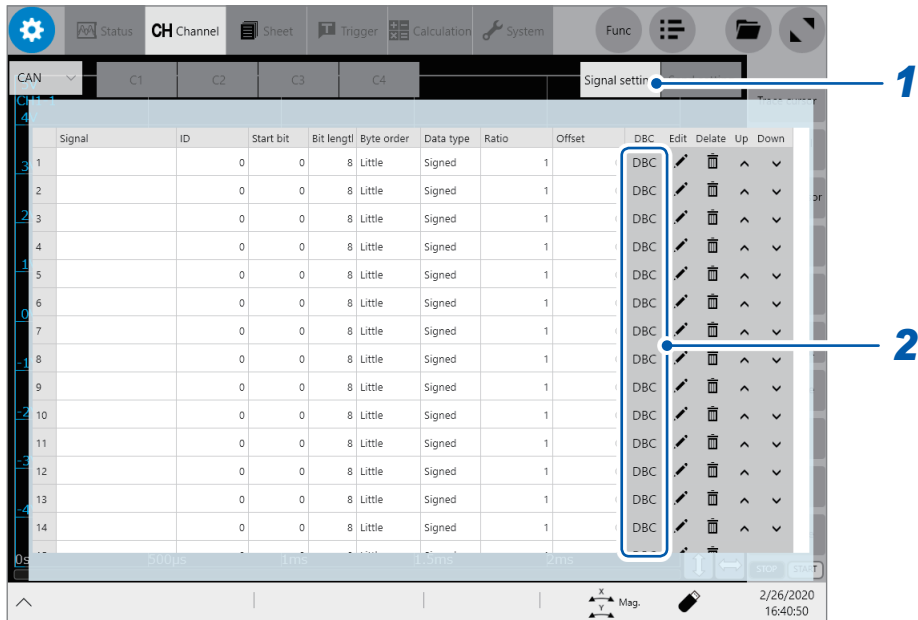 Status CH Channel Sheet Trigger Calculation System Func
CAN C1 C2 C3 C4 Signal setting
1
Signal ID Start bit Bit lengtl Byte order Data type Ratio Offset DBC Edit Delate Up Down
1 0 0 8 Little Signed 1 DBC
2 0 0 8 Little Signed 1 DBC
3 0 0 8 Little Signed 1 DBC
4 0 0 8 Little Signed 1 DBC
5 0 0 8 Little Signed 1 DBC
6 0 0 8 Little Signed 1 DBC
7 0 0 8 Little Signed 1 DBC
8 0 0 8 Little Signed 1 DBC
2
9 0 0 8 Little Signed 1 DBC
10 0 0 8 Little Signed 1 DBC
11 0 0 8 Little Signed 1 DBC
12 0 0 8 Little Signed 1 DBC
13 0 0 8 Little Signed 1 DBC
14 0 0 8 Little Signed 1 DBC
0s 500µs 1ms 1.5ms 2ms STOP START
X
Y
Mag.
2/26/2020
16:40:50